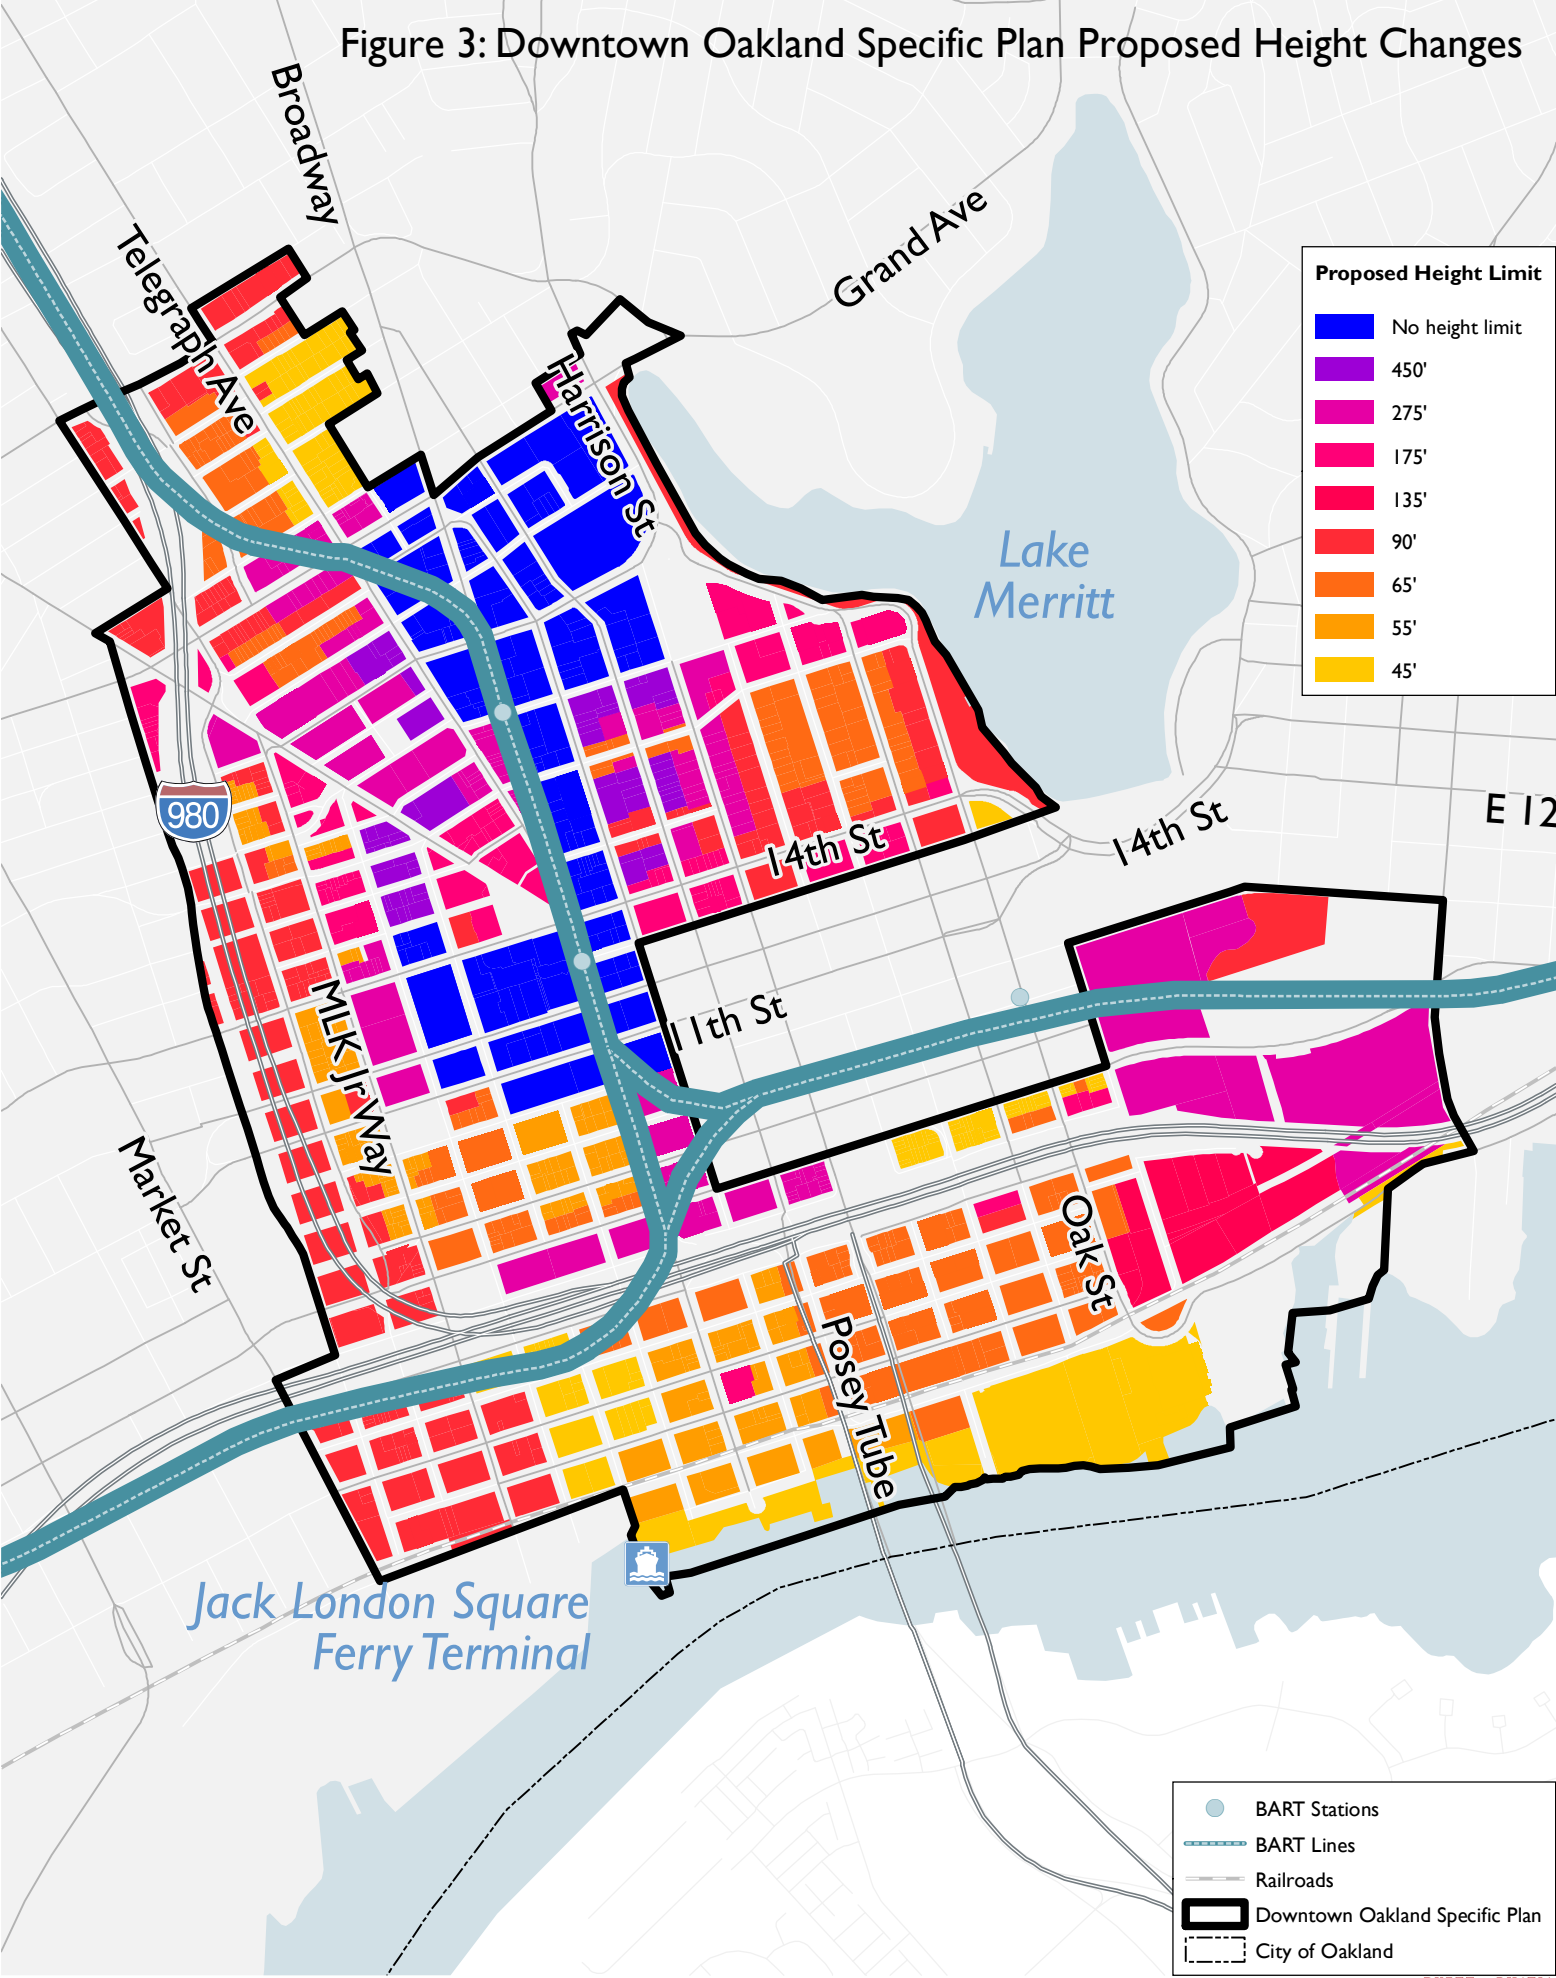 Figure 3: Downtown Oakland Specific Plan Proposed Height Changes
Broadway
Telegraph Ave
Grand Ave
Harrison St
Proposed Height Limit
No height limit
450'
275'
175'
135'
90'
65'
55'
45'
Lake
Merritt
980
14th St
14th St
E 12
11th St
MLK Jr Way
Market St
Oak St
Posey Tube
Jack London Square
Ferry Terminal
BART Stations
BART Lines
Railroads
Downtown Oakland Specific Plan
City of Oakland